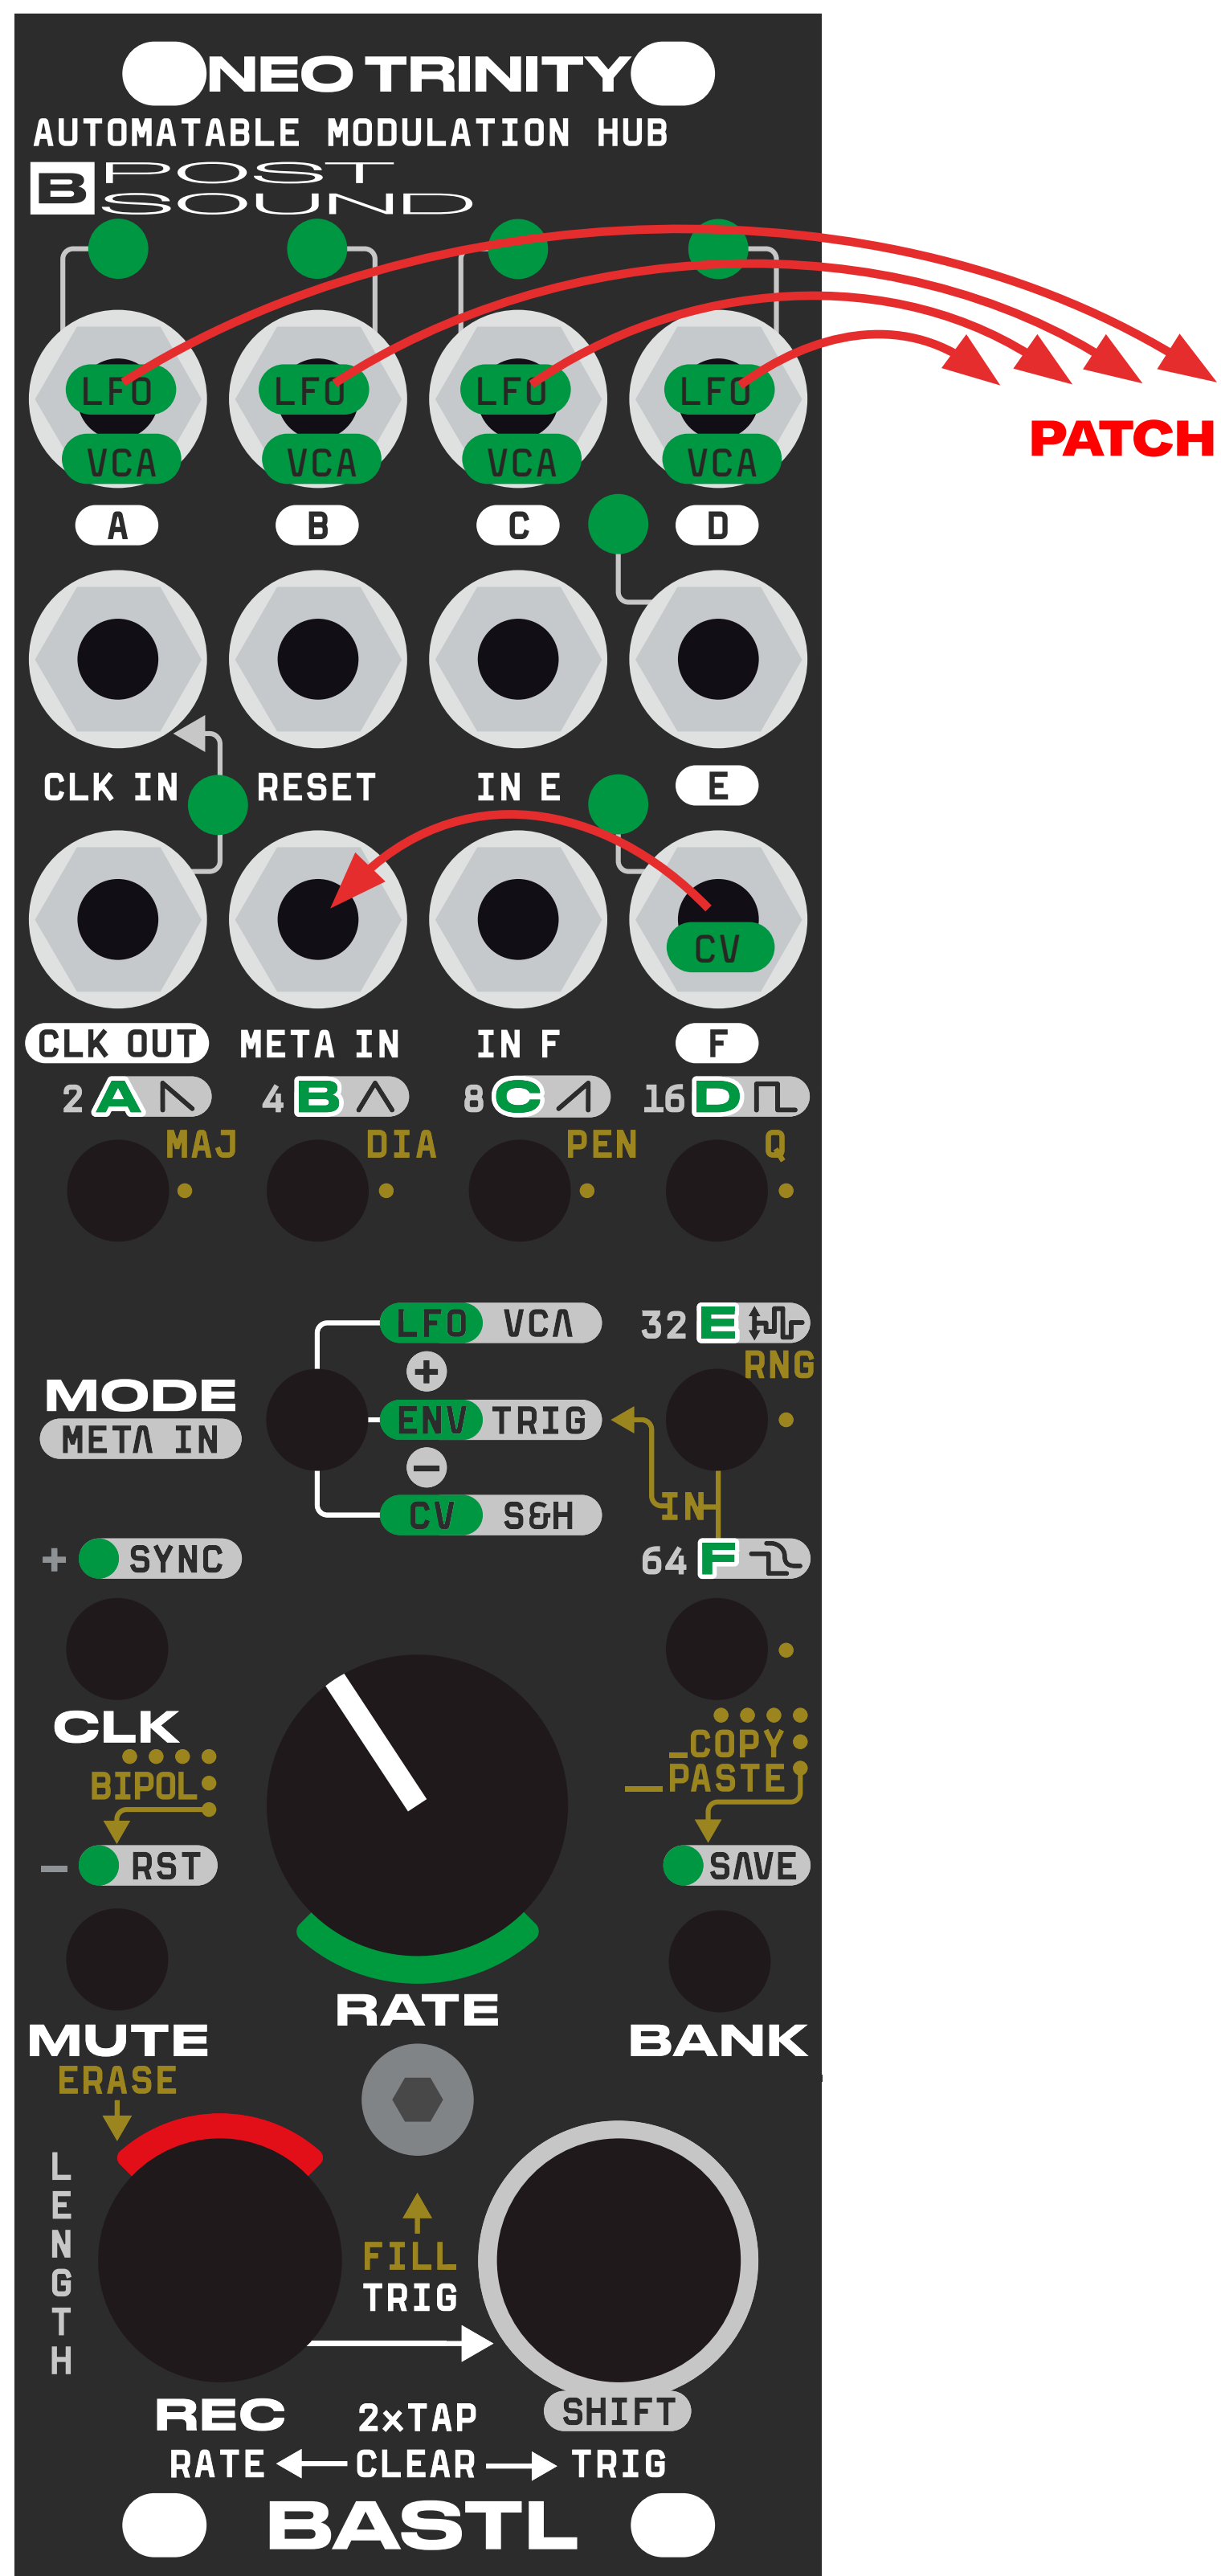 NEO TRINITY
AUTOMATABLE MODULATION HUB
B POST SOUND
LFO LFO LFO LFO
VCA VCA VCA VCA
PATCH
A B C D
CLK IN RESET IN E E
CV
CLK OUT META IN IN F F
2 A 4 B 8 C 16 D
MAJ DIA PEN Q
LFO VCA 32 E
+ RNG
MODE ENV TRIG
META IN
− IN
CV S&H
+ SYNC 64 F
CLK
BIPOL _COPY
_PASTE
− RST SAVE
RATE
MUTE BANK
ERASE
LENGTH
FILL
TRIG
REC 2xTAP SHIFT
RATE CLEAR TRIG
BASTL